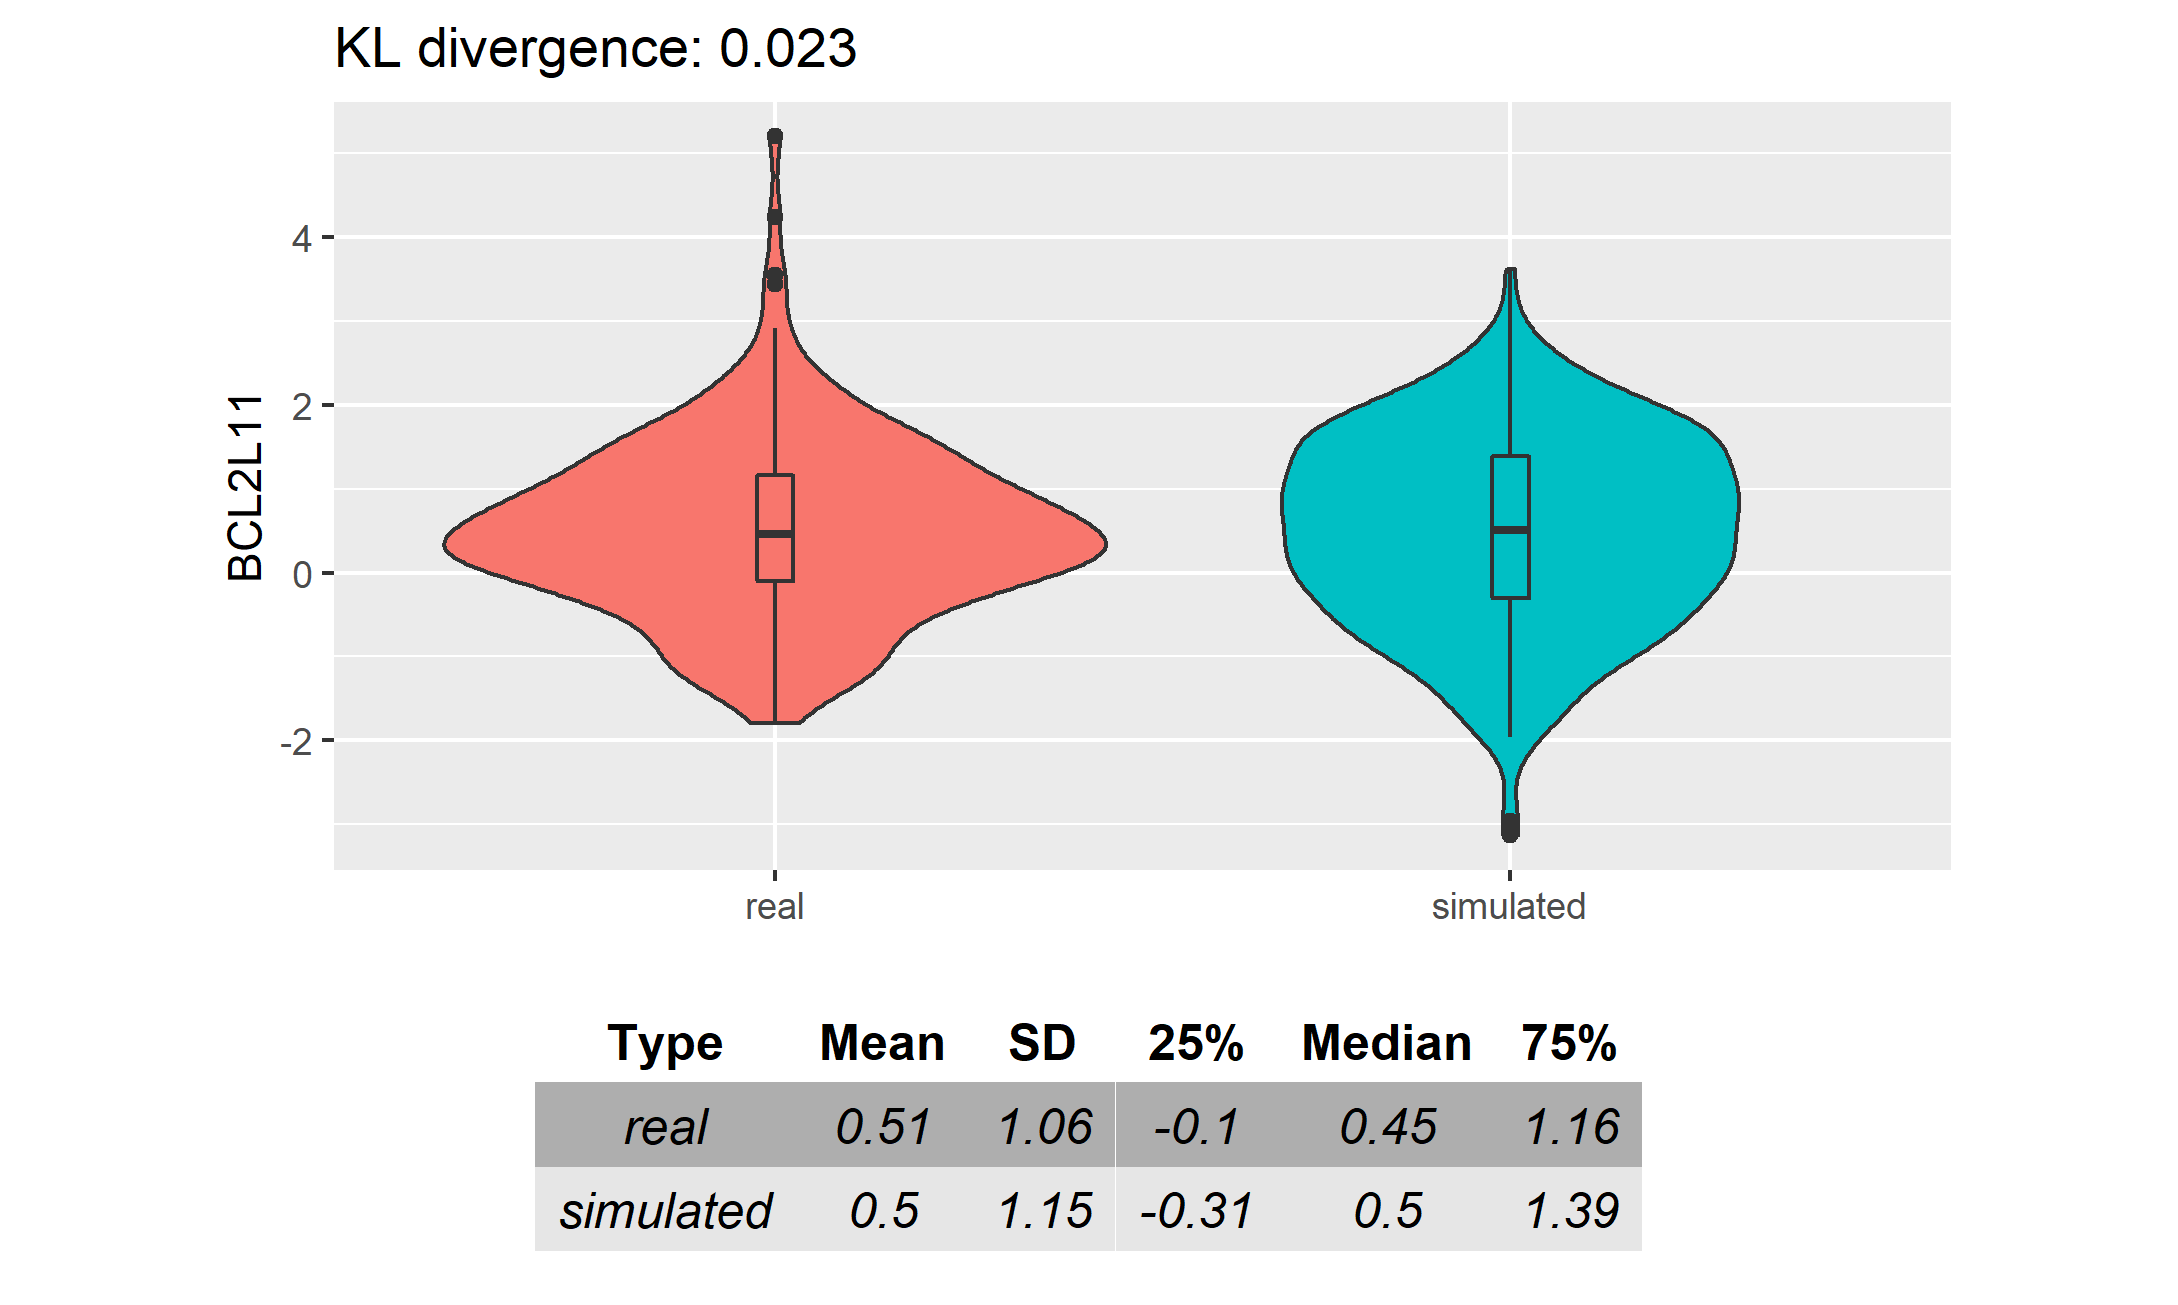 KL divergence: 0.023
BCL2L11
4
2
0
-2
real simulated
Type Mean SD 25% Median 75%
real 0.51 1.06 -0.1 0.45 1.16
simulated 0.5 1.15 -0.31 0.5 1.39